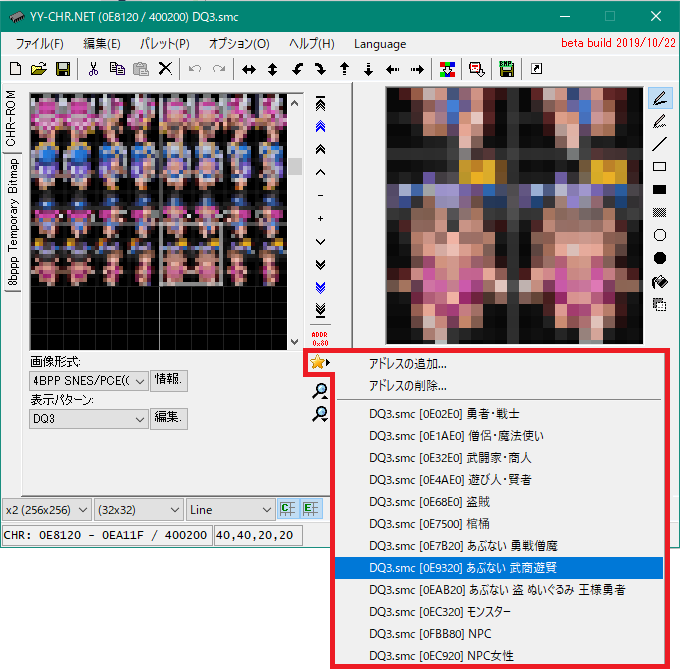 YY-CHR.NET (0E8120 / 400200) DQ3.smc
ファイル(F) 編集(E) パレット(P) オプション(O) ヘルプ(H) Language beta build 2019/10/22
CHR-ROM
8bppp Temporary Bitmap
ADDR
0x80
画像形式:
4BPP SNES/PCE(( 情報.
表示パターン:
DQ3 編集.
アドレスの追加...
アドレスの削除...
DQ3.smc [0E02E0] 勇者・戦士
DQ3.smc [0E1AE0] 僧侶・魔法使い
DQ3.smc [0E32E0] 武闘家・商人
DQ3.smc [0E4AE0] 遊び人・賢者
DQ3.smc [0E68E0] 盗賊
DQ3.smc [0E7500] 棺桶
DQ3.smc [0E7B20] あぶない 勇戦僧魔
DQ3.smc [0E9320] あぶない 武商遊賢
DQ3.smc [0EAB20] あぶない 盗 ぬいぐるみ 王様勇者
DQ3.smc [0EC320] モンスター
DQ3.smc [0FBB80] NPC
DQ3.smc [0EC920] NPC女性
x2 (256x256) (32x32) Line C E
CHR: 0E8120 - 0EA11F / 400200 40,40,20,20